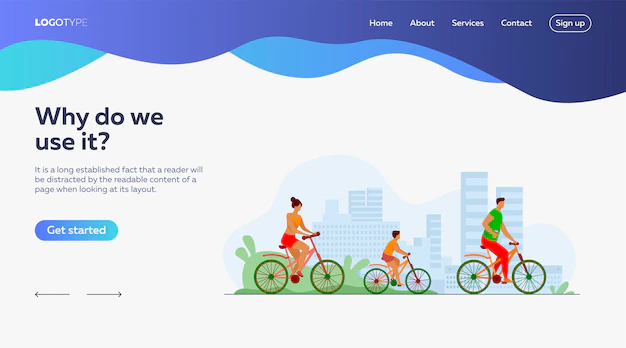 LOGOTYPE
Home About Services Contact Sign up
Why do we
use it?
It is a long established fact that a reader will
be distracted by the readable content of a
page when looking at its layout.
Get started